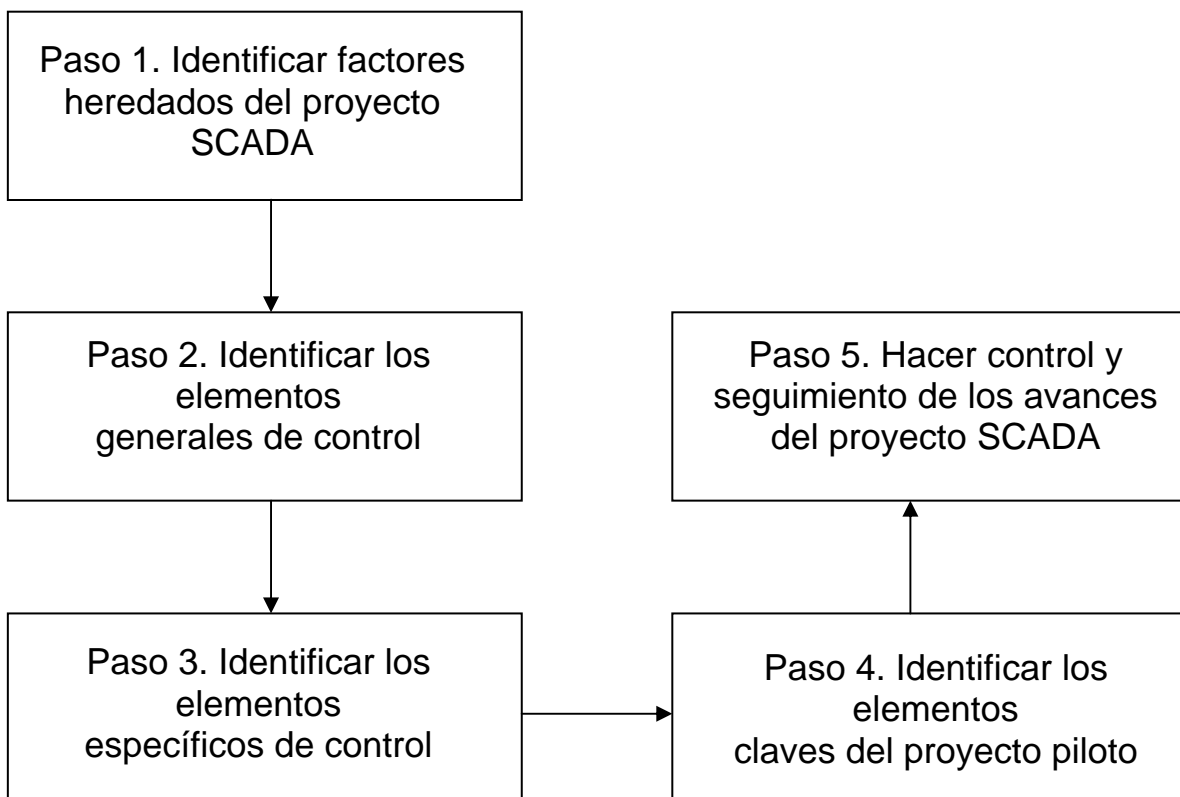 Paso 1. Identificar factores
heredados del proyecto
SCADA
Paso 2. Identificar los
elementos
generales de control
Paso 3. Identificar los
elementos
específicos de control
Paso 4. Identificar los
elementos
claves del proyecto piloto
Paso 5. Hacer control y
seguimiento de los avances
del proyecto SCADA